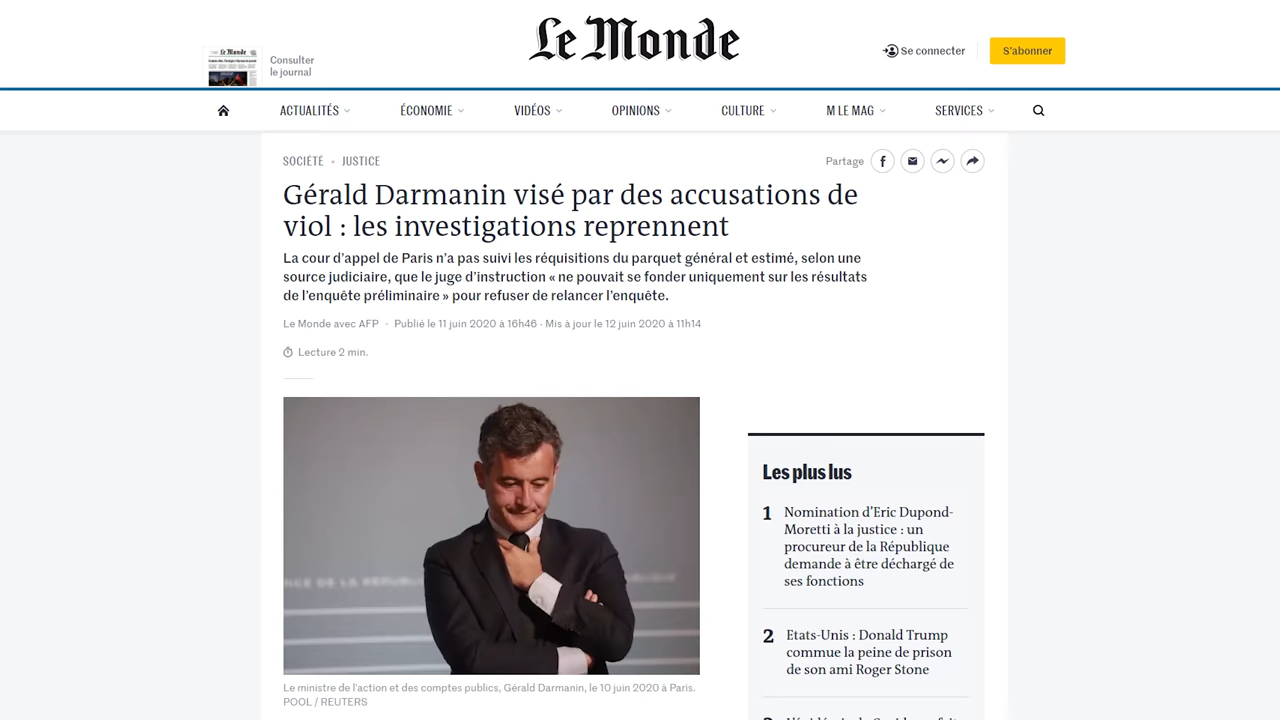 Le Monde
Consulter
le journal
Se connecter
S'abonner
ACTUALITÉS
ÉCONOMIE
VIDÉOS
OPINIONS
CULTURE
M LE MAG
SERVICES
SOCIÉTÉ • JUSTICE
Partage
Gérald Darmanin visé par des accusations de
viol : les investigations reprennent
La cour d'appel de Paris n'a pas suivi les réquisitions du parquet général et estimé, selon une
source judiciaire, que le juge d'instruction « ne pouvait se fonder uniquement sur les résultats
de l'enquête préliminaire » pour refuser de relancer l'enquête.
Le Monde avec AFP • Publié le 11 juin 2020 à 16h46 - Mis à jour le 12 juin 2020 à 11h14
Lecture 2 min.
Le ministre de l'action et des comptes publics, Gérald Darmanin, le 10 juin 2020 à Paris.
POOL / REUTERS
Les plus lus
1 Nomination d'Eric Dupond-
Moretti à la justice : un
procureur de la République
demande à être déchargé de
ses fonctions
2 Etats-Unis : Donald Trump
commue la peine de prison
de son ami Roger Stone